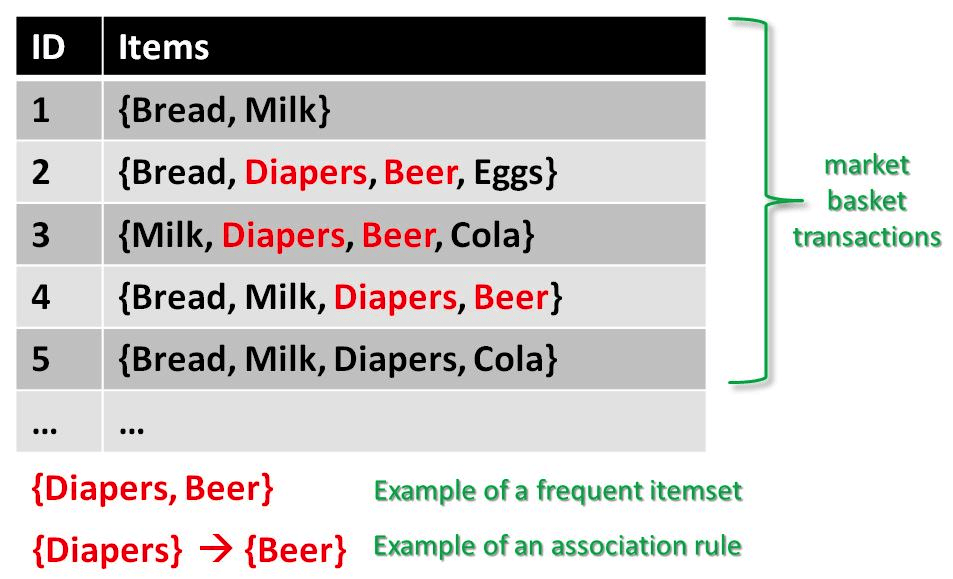 ID Items
1 {Bread, Milk}
2 {Bread, Diapers, Beer, Eggs}
3 {Milk, Diapers, Beer, Cola}
4 {Bread, Milk, Diapers, Beer}
5 {Bread, Milk, Diapers, Cola}
... ...
market
basket
transactions
{Diapers, Beer} Example of a frequent itemset
{Diapers} → {Beer} Example of an association rule